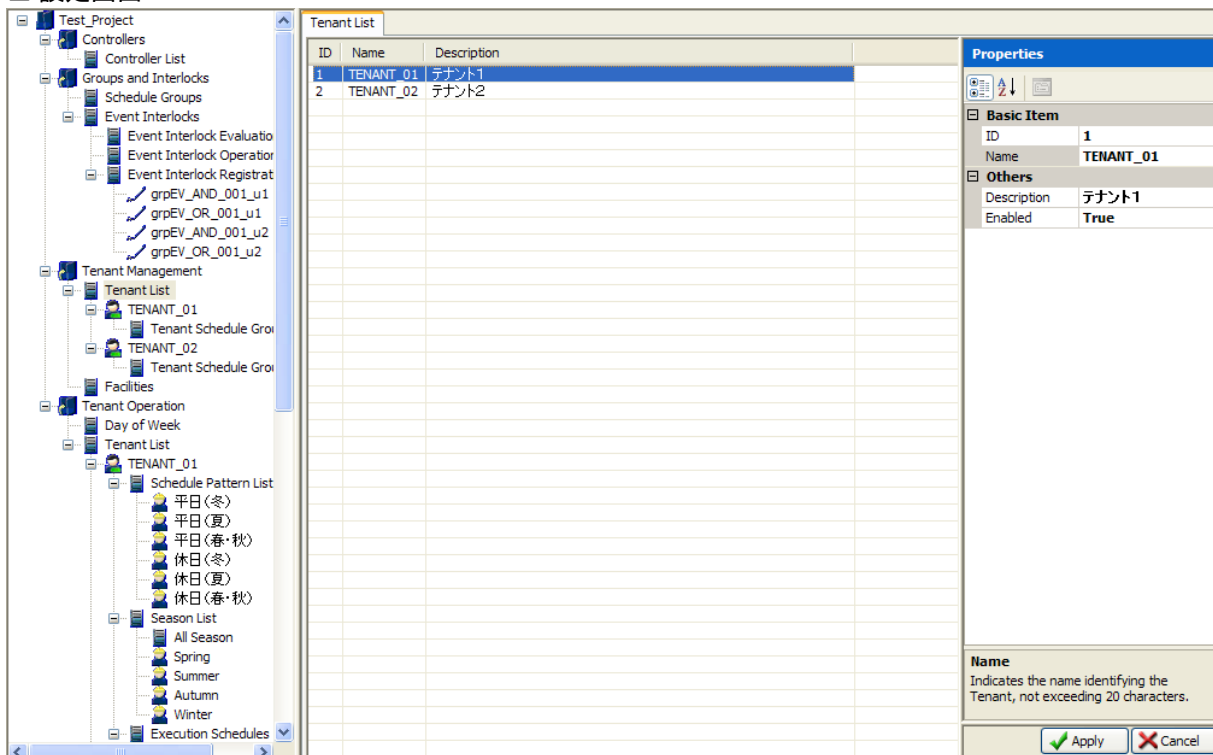 Test_Project
Controllers
Controller List
Groups and Interlocks
Schedule Groups
Event Interlocks
Event Interlock Evaluatio
Event Interlock Operation
Event Interlock Registrat
grpEV_AND_001_u1
grpEV_OR_001_u1
grpEV_AND_001_u2
grpEV_OR_001_u2
Tenant Management
Tenant List
TENANT_01
Tenant Schedule Grou
TENANT_02
Tenant Schedule Grou
Facilities
Tenant Operation
Day of Week
Tenant List
TENANT_01
Schedule Pattern List
平日(冬)
平日(夏)
平日(春・秋)
休日(冬)
休日(夏)
休日(春・秋)
Season List
All Season
Spring
Summer
Autumn
Winter
Execution Schedules
Tenant List
ID Name Description
1 TENANT_01 テナント1
2 TENANT_02 テナント2
Properties
Basic Item
ID 1
Name TENANT_01
Others
Description テナント1
Enabled True
Name
Indicates the name identifying the
Tenant, not exceeding 20 characters.
Apply Cancel